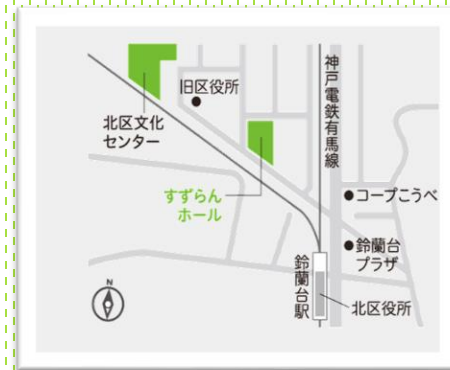 旧区役所
北区文化
センター
神戸電鉄有馬線
すずらん
ホール
コープこうべ
鈴蘭台
プラザ
鈴蘭台駅
北区役所
N